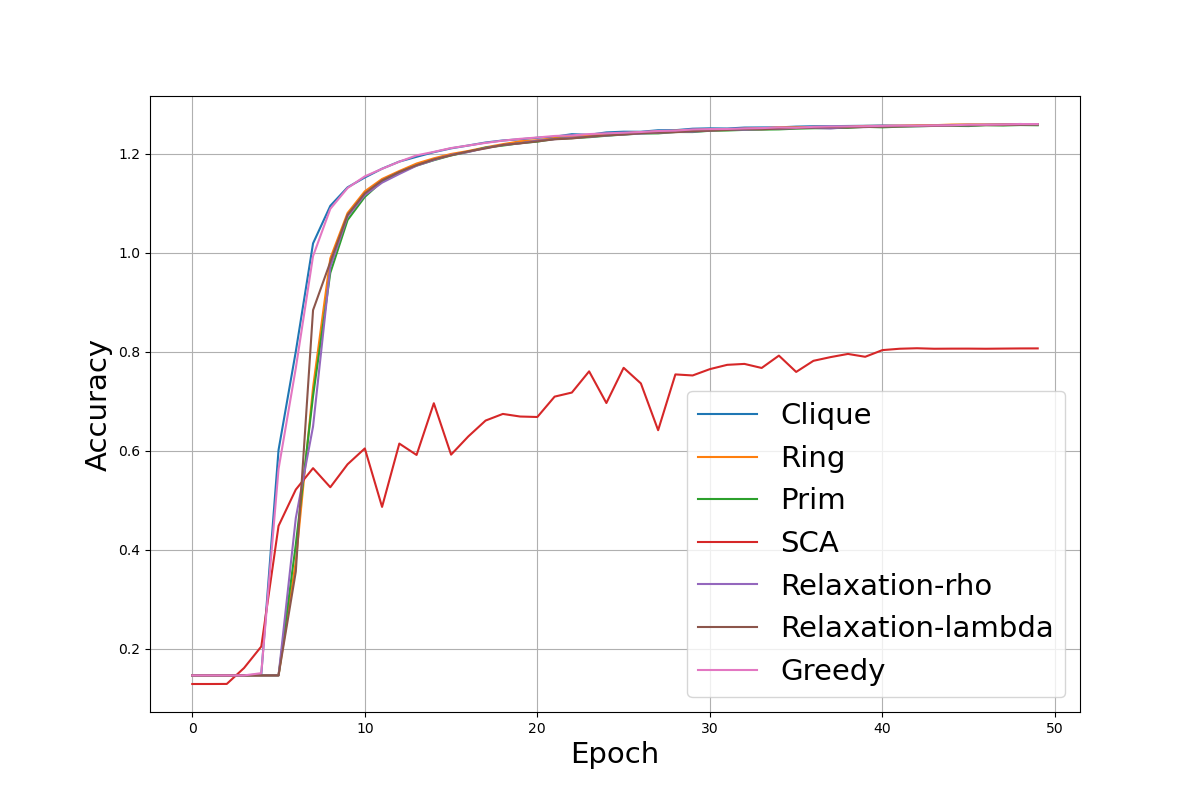 Accuracy
1.2
1.0
0.8
0.6
0.4
0.2
Clique
Ring
Prim
SCA
Relaxation-rho
Relaxation-lambda
Greedy
0 10 20 30 40 50
Epoch